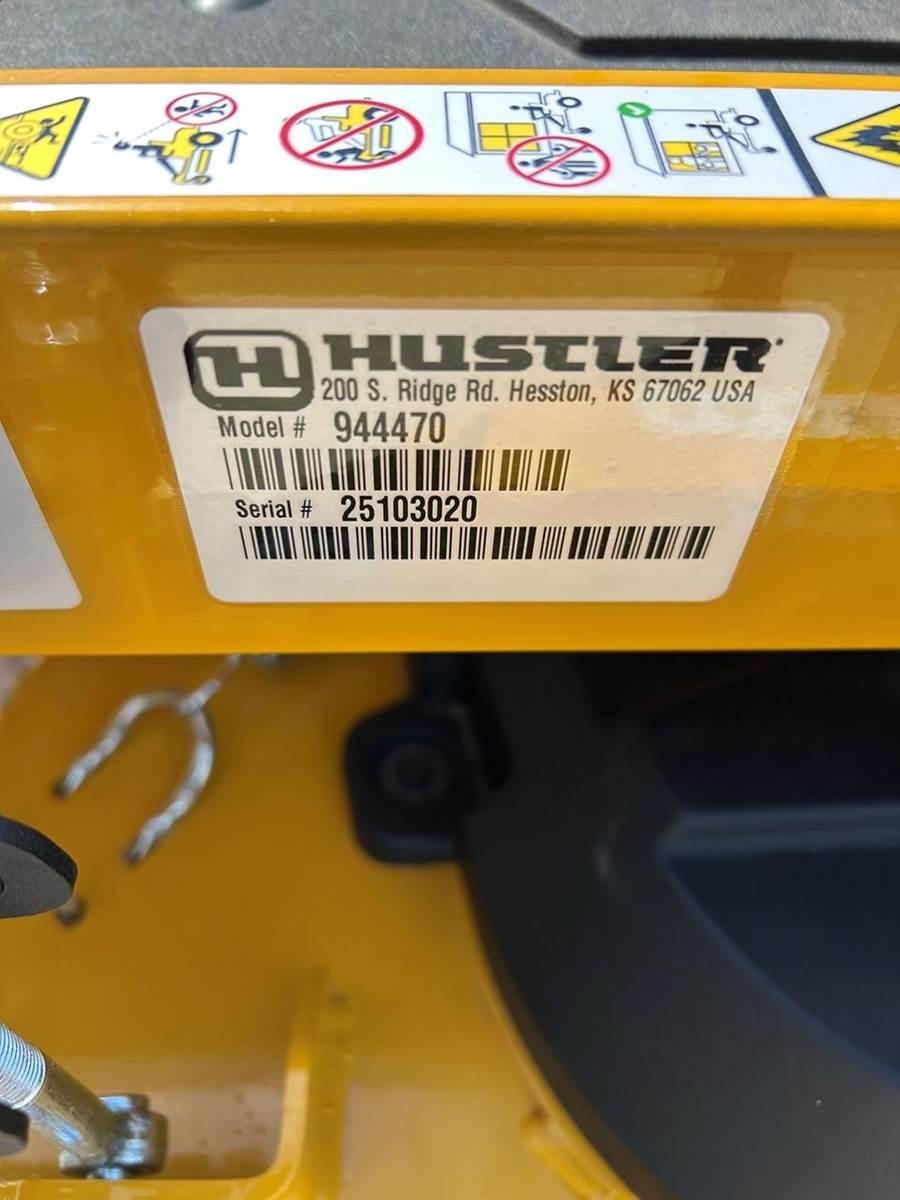 H HUSTLER
200 S. Ridge Rd. Hesston, KS 67062 USA
Model # 944470
Serial # 25103020